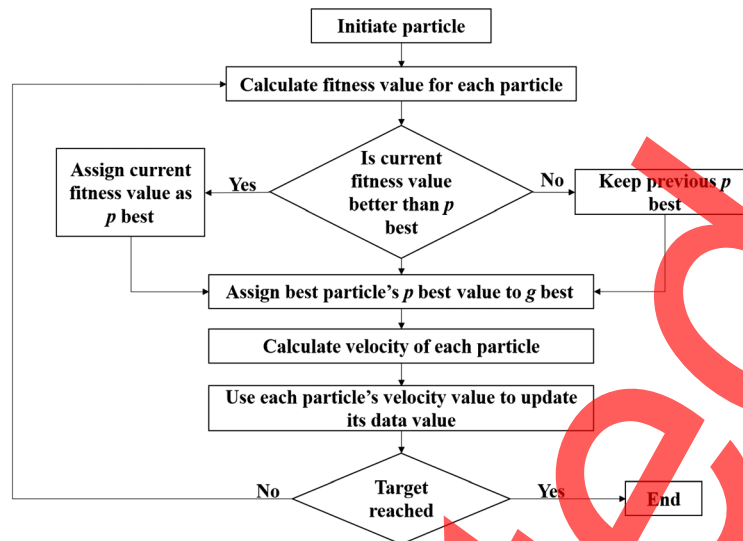 Initiate particle
Calculate fitness value for each particle
Is current
fitness value
better than p
best
Yes
No
Assign current
fitness value as
p best
Keep previous p
best
Assign best particle's p best value to g best
Calculate velocity of each particle
Use each particle's velocity value to update
its data value
Target
reached
No
Yes
End